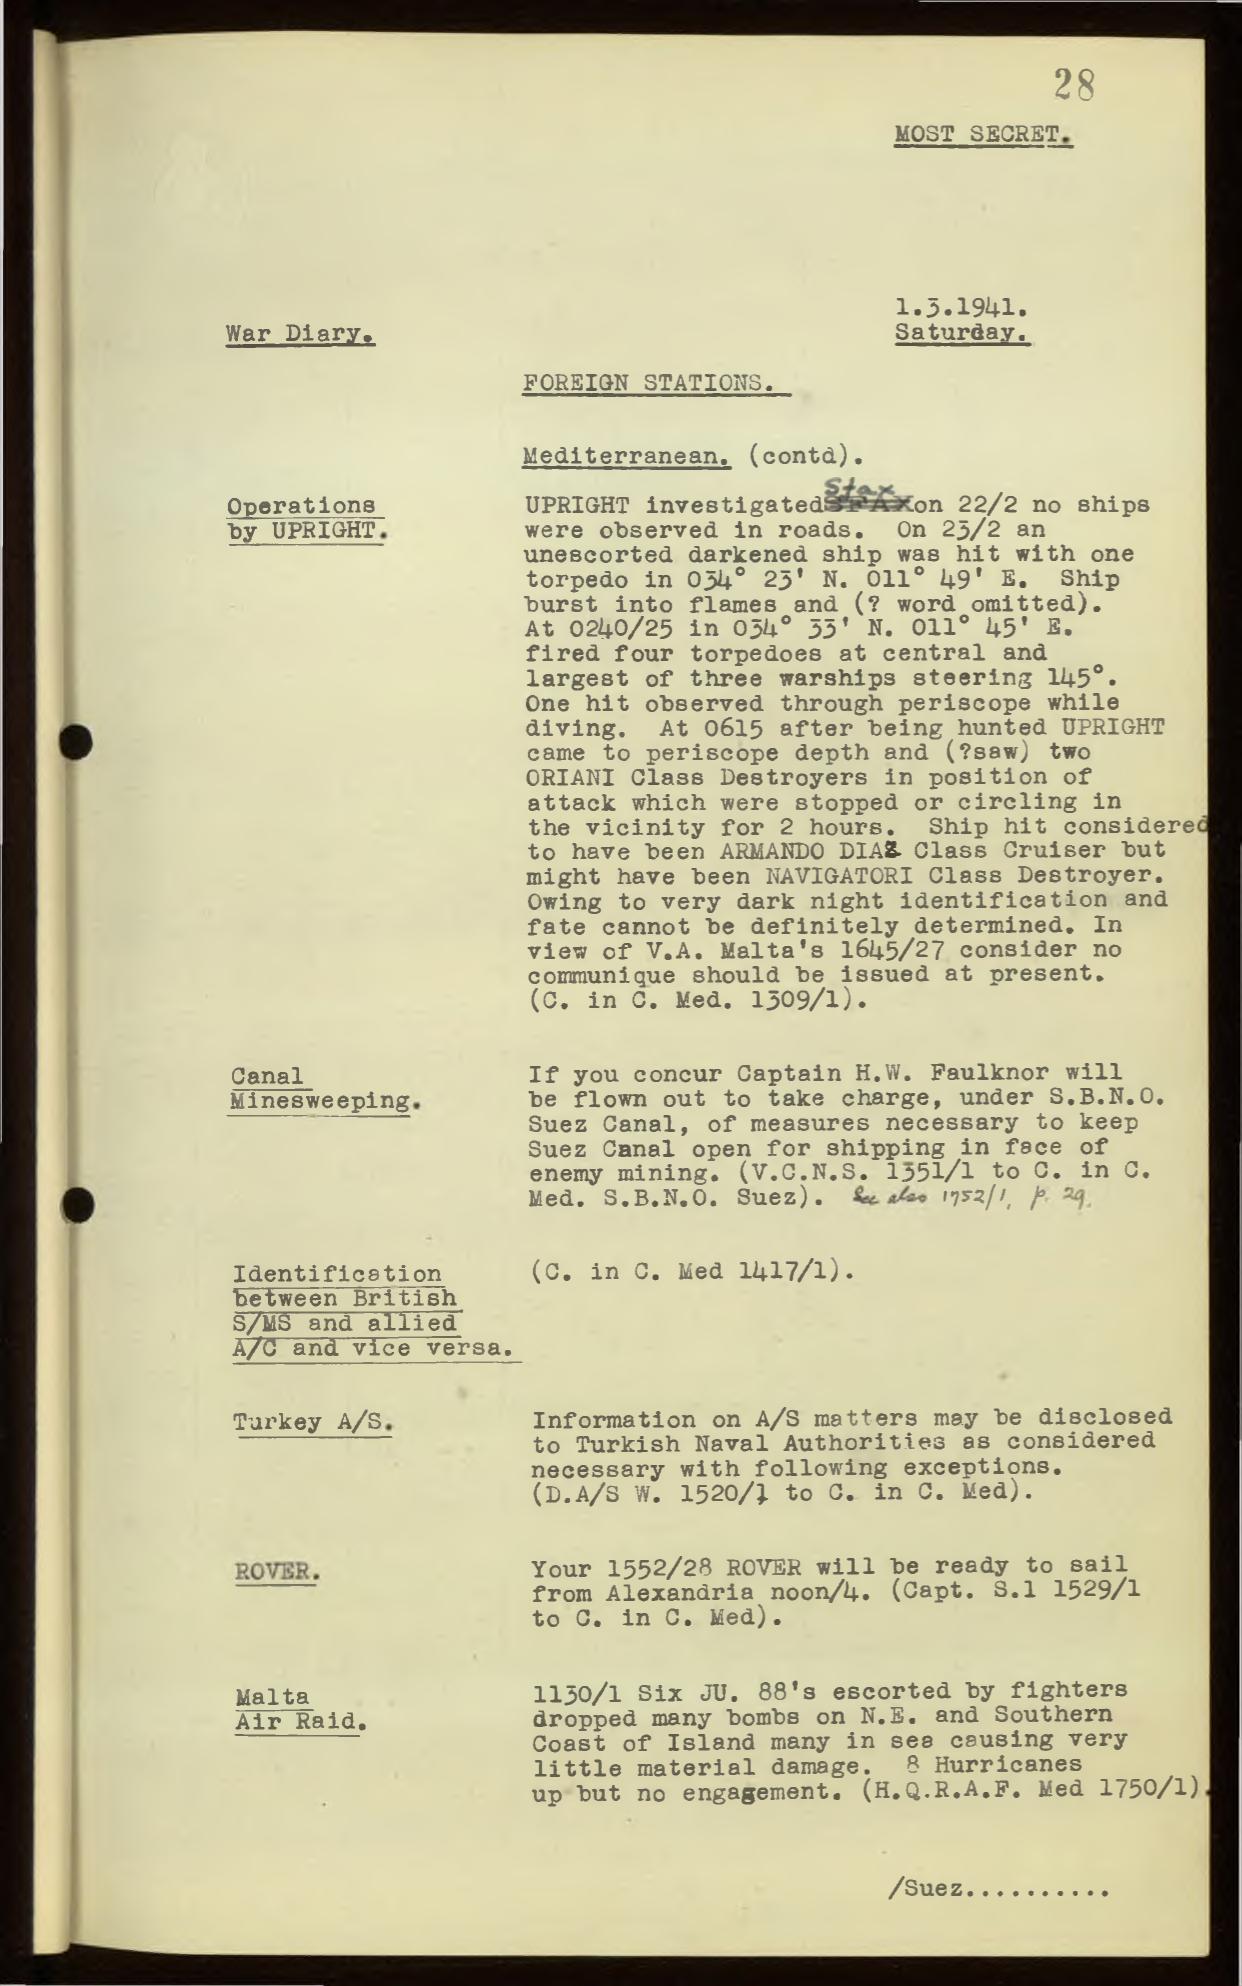 28
MOST SECRET.
1.3.1941.
War Diary.
Saturday.
FOREIGN STATIONS.
Mediterranean. (contd).
Operations
by UPRIGHT.
UPRIGHT investigated on 22/2 no ships
were observed in roads. On 23/2 an
unescorted darkened ship was hit with one
torpedo in 034° 23' N. 011° 49' E. Ship
burst into flames and (? word omitted).
At 0240/25 in 034° 33' N. 011° 45' E.
fired four torpedoes at central and
largest of three warships steering 145°.
One hit observed through periscope while
diving. At 0615 after being hunted UPRIGHT
came to periscope depth and (?saw) two
ORIANI Class Destroyers in position of
attack which were stopped or circling in
the vicinity for 2 hours. Ship hit considered
to have been ARMANDO DIAZ Class Cruiser but
might have been NAVIGATORI Class Destroyer.
Owing to very dark night identification and
fate cannot be definitely determined. In
view of V.A. Malta's 1645/27 consider no
communique should be issued at present.
(C. in C. Med. 1309/1).
Canal
Minesweeping.
If you concur Captain H.W. Faulknor will
be flown out to take charge, under S.B.N.O.
Suez Canal, of measures necessary to keep
Suez Canal open for shipping in face of
enemy mining. (V.C.N.S. 1351/1 to C. in C.
Med. S.B.N.O. Suez). See also 1752/1, p. 29.
Identification
between British
S/MS and allied
A/C and vice versa.
(C. in C. Med 1417/1).
Turkey A/S.
Information on A/S matters may be disclosed
to Turkish Naval Authorities as considered
necessary with following exceptions.
(D.A/S W. 1520/1 to C. in C. Med).
ROVER.
Your 1552/28 ROVER will be ready to sail
from Alexandria noon/4. (Capt. S.1 1529/1
to C. in C. Med).
Malta
Air Raid.
1130/1 Six JU. 88's escorted by fighters
dropped many bombs on N.E. and Southern
Coast of Island many in sea causing very
little material damage. 8 Hurricanes
up but no engagement. (H.Q.R.A.F. Med 1750/1).
/Suez..........